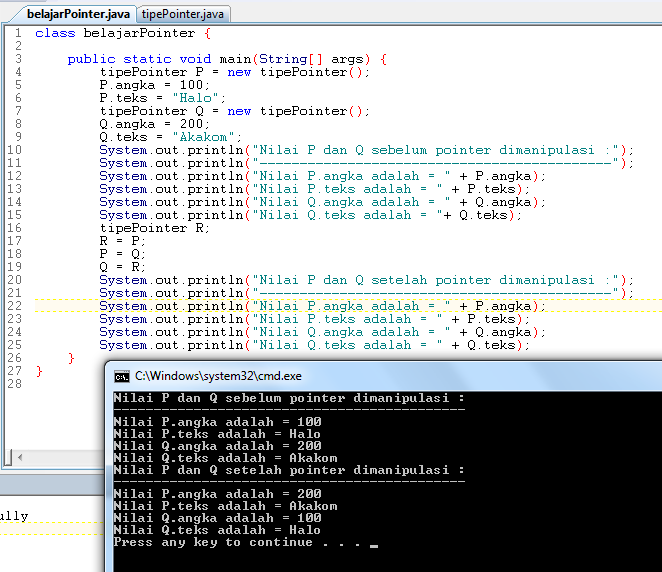 belajarPointer.java tipePointer.java
1 class belajarPointer {
2
3 public static void main(String[] args) {
4 tipePointer P = new tipePointer();
5 P.angka = 100;
6 P.teks = "Halo";
7 tipePointer Q = new tipePointer();
8 Q.angka = 200;
9 Q.teks = "Akakom";
10 System.out.println("Nilai P dan Q sebelum pointer dimanipulasi :");
11 System.out.println("--------------------------------------------");
12 System.out.println("Nilai P.angka adalah = " + P.angka);
13 System.out.println("Nilai P.teks adalah = " + P.teks);
14 System.out.println("Nilai Q.angka adalah = " + Q.angka);
15 System.out.println("Nilai Q.teks adalah = "+ Q.teks);
16 tipePointer R;
17 R = P;
18 P = Q;
19 Q = R;
20 System.out.println("Nilai P dan Q setelah pointer dimanipulasi :");
21 System.out.println("--------------------------------------------");
22 System.out.println("Nilai P.angka adalah = " + P.angka);
23 System.out.println("Nilai P.teks adalah = " + P.teks);
24 System.out.println("Nilai Q.angka adalah = " + Q.angka);
25 System.out.println("Nilai Q.teks adalah = " + Q.teks);
26 }
27 }
28
C:\Windows\system32\cmd.exe
Nilai P dan Q sebelum pointer dimanipulasi :
--------------------------------------------
Nilai P.angka adalah = 100
Nilai P.teks adalah = Halo
Nilai Q.angka adalah = 200
Nilai Q.teks adalah = Akakom
Nilai P dan Q setelah pointer dimanipulasi :
--------------------------------------------
Nilai P.angka adalah = 200
Nilai P.teks adalah = Akakom
Nilai Q.angka adalah = 100
Nilai Q.teks adalah = Halo
Press any key to continue . . . _
ully